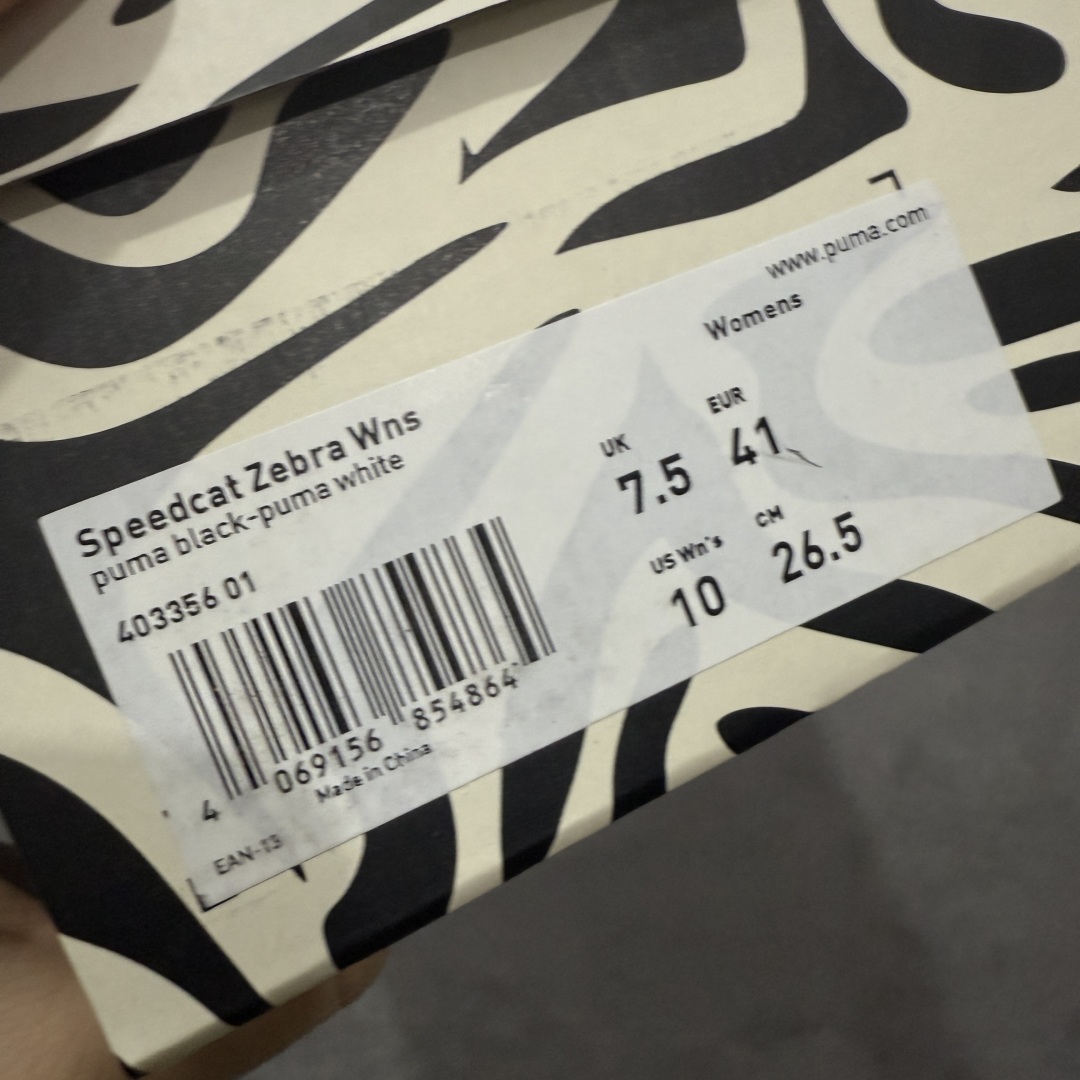 www.puma.com
Womens
Speedcat Zebra Wns
puma black-puma white
403356 01
UK
7.5
EUR
41
US Wn's
10
CM
26.5
4 069156 854864
Made in China
EAN-13